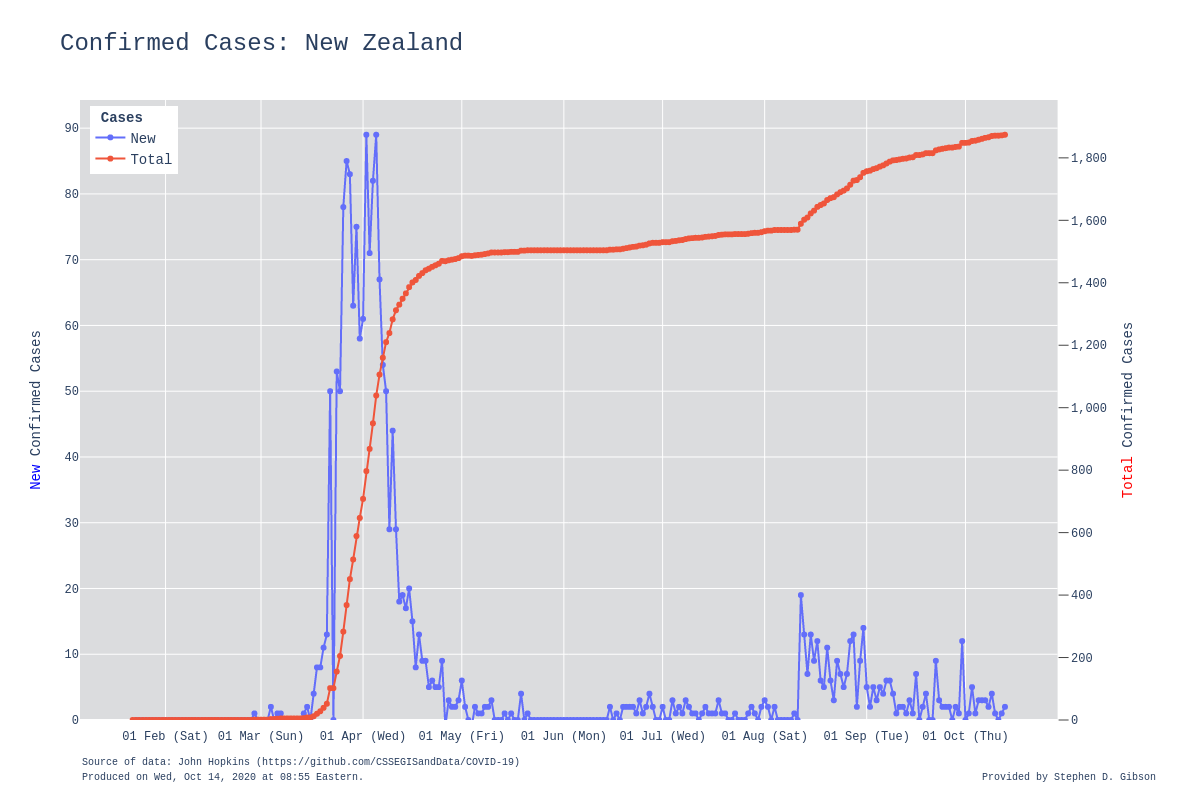 Confirmed Cases: New Zealand
Cases
New
Total
90
80
70
60
50
40
30
20
10
0
New Confirmed Cases
1,800
1,600
1,400
1,200
1,000
800
600
400
200
0
Total Confirmed Cases
01 Feb (Sat) 01 Mar (Sun) 01 Apr (Wed) 01 May (Fri) 01 Jun (Mon) 01 Jul (Wed) 01 Aug (Sat) 01 Sep (Tue) 01 Oct (Thu)
Source of data: John Hopkins (https://github.com/CSSEGISandData/COVID-19)
Produced on Wed, Oct 14, 2020 at 08:55 Eastern.
Provided by Stephen D. Gibson